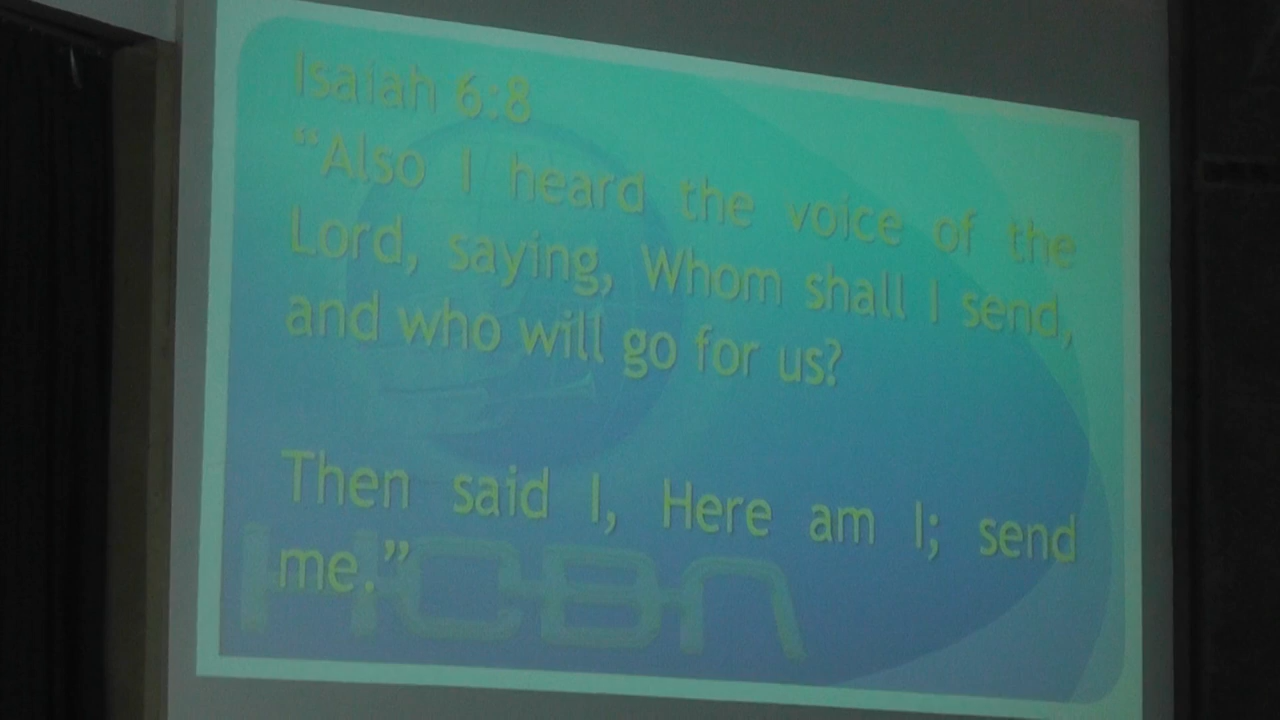 Isaiah 6:8
“Also I heard the voice of the
Lord, saying, Whom shall I send,
and who will go for us?
Then said I, Here am I; send
me.”
HCBN